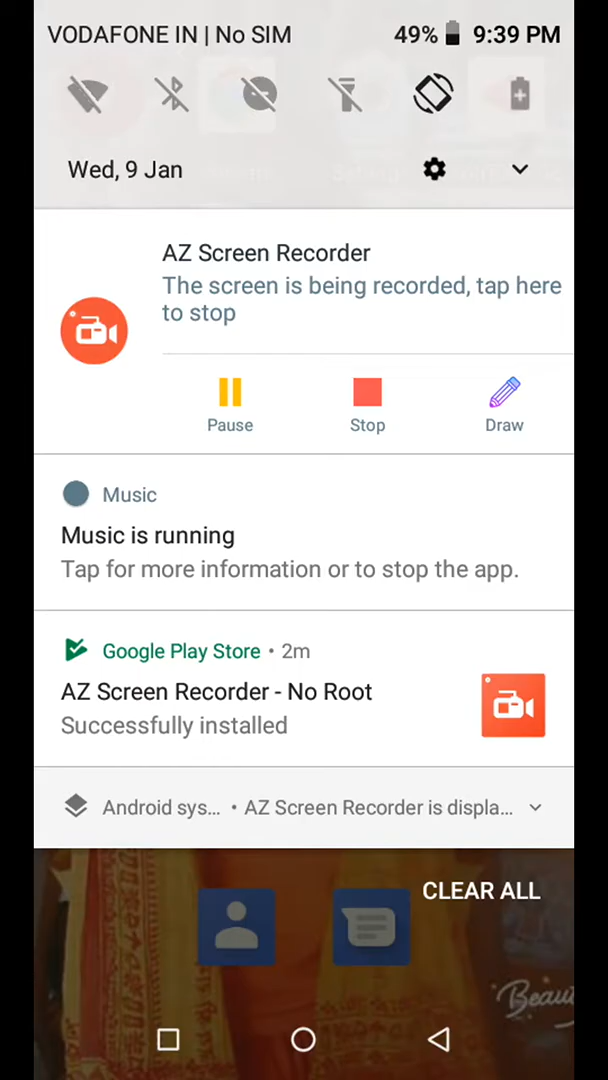 VODAFONE IN | No SIM 49% 9:39 PM
Wed, 9 Jan
AZ Screen Recorder
The screen is being recorded, tap here
to stop
Pause Stop Draw
Music
Music is running
Tap for more information or to stop the app.
Google Play Store • 2m
AZ Screen Recorder - No Root
Successfully installed
Android sys... • AZ Screen Recorder is displa...
CLEAR ALL